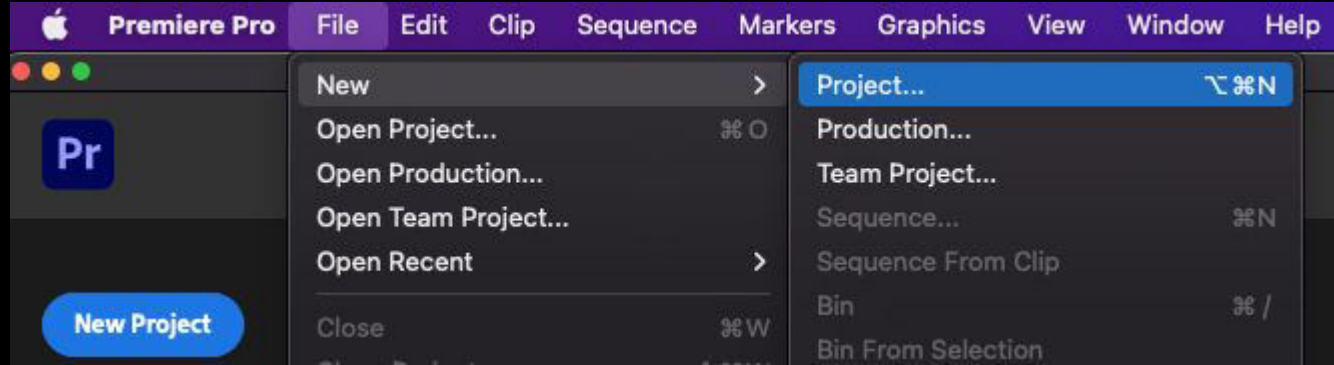 Premiere Pro File Edit Clip Sequence Markers Graphics View Window Help
Pr
New Project
New >
Open Project... ⌘O
Open Production...
Open Team Project...
Open Recent >
Close ⌘W
Project... ⌥⌘N
Production...
Team Project...
Sequence... ⌘N
Sequence From Clip
Bin ⌘/
Bin From Selection